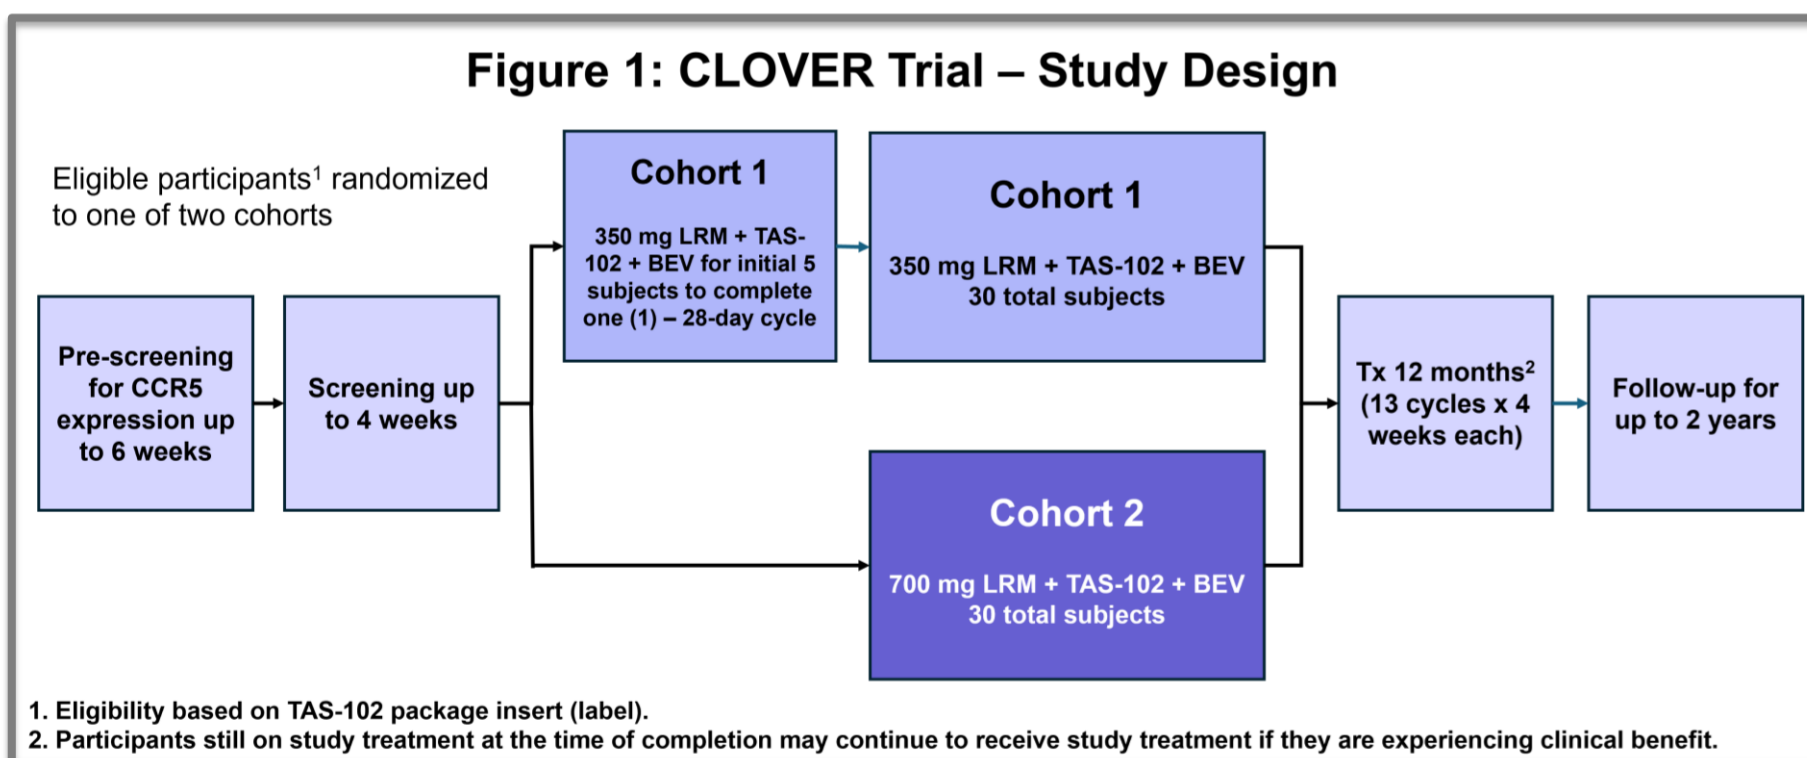 Figure 1: CLOVER Trial – Study Design
Eligible participants¹ randomized
to one of two cohorts
Pre-screening
for CCR5
expression up
to 6 weeks
Screening up
to 4 weeks
Cohort 1
350 mg LRM + TAS-
102 + BEV for initial 5
subjects to complete
one (1) – 28-day cycle
Cohort 1
350 mg LRM + TAS-102 + BEV
30 total subjects
Cohort 2
700 mg LRM + TAS-102 + BEV
30 total subjects
Tx 12 months²
(13 cycles x 4
weeks each)
Follow-up for
up to 2 years
1. Eligibility based on TAS-102 package insert (label).
2. Participants still on study treatment at the time of completion may continue to receive study treatment if they are experiencing clinical benefit.